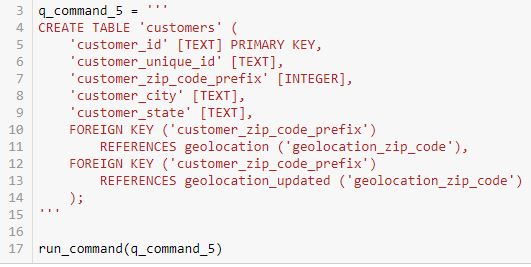 3 q_command_5 = '''
4 CREATE TABLE 'customers' (
5 'customer_id' [TEXT] PRIMARY KEY,
6 'customer_unique_id' [TEXT],
7 'customer_zip_code_prefix' [INTEGER],
8 'customer_city' [TEXT],
9 'customer_state' [TEXT],
10 FOREIGN KEY ('customer_zip_code_prefix')
11 REFERENCES geolocation ('geolocation_zip_code'),
12 FOREIGN KEY ('customer_zip_code_prefix')
13 REFERENCES geolocation_updated ('geolocation_zip_code')
14 );
15 '''
16
17 run_command(q_command_5)